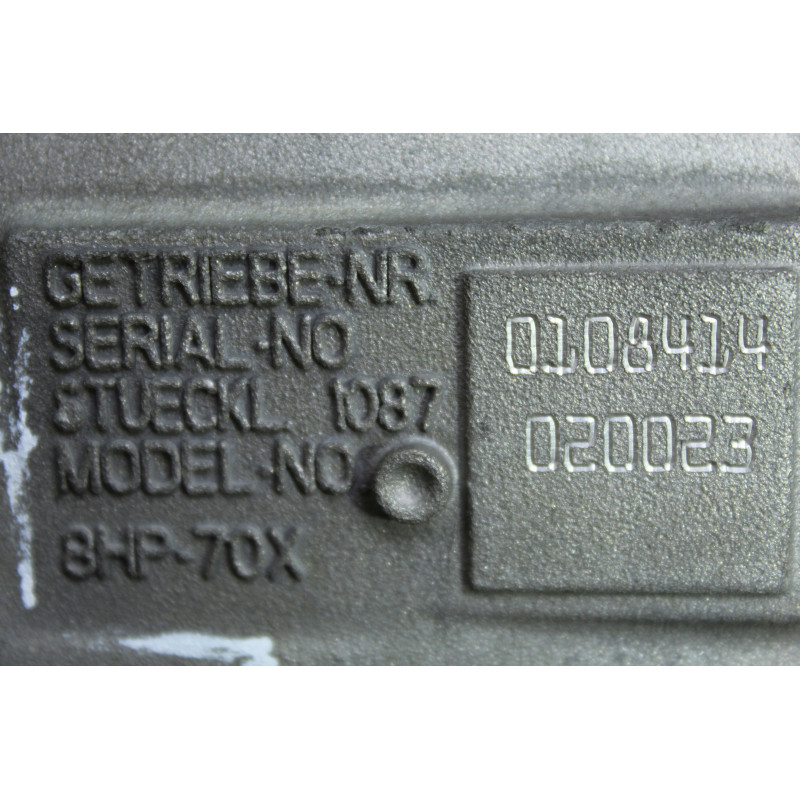 GETRIEBE-NR.
SERIAL-NO
STUECKL. 1087
MODEL-NO
8HP-70X
0108414
020023